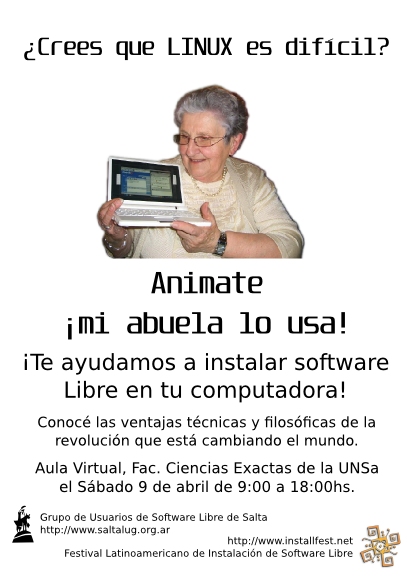 ¿Crees que LINUX es difícil?
Animate
¡mi abuela lo usa!
¡Te ayudamos a instalar software
Libre en tu computadora!
Conocé las ventajas técnicas y filosóficas de la
revolución que está cambiando el mundo.
Aula Virtual, Fac. Ciencias Exactas de la UNSa
el Sábado 9 de abril de 9:00 a 18:00hs.
Grupo de Usuarios de Software Libre de Salta
http://www.saltalug.org.ar
http://www.installfest.net
Festival Latinoamericano de Instalación de Software Libre